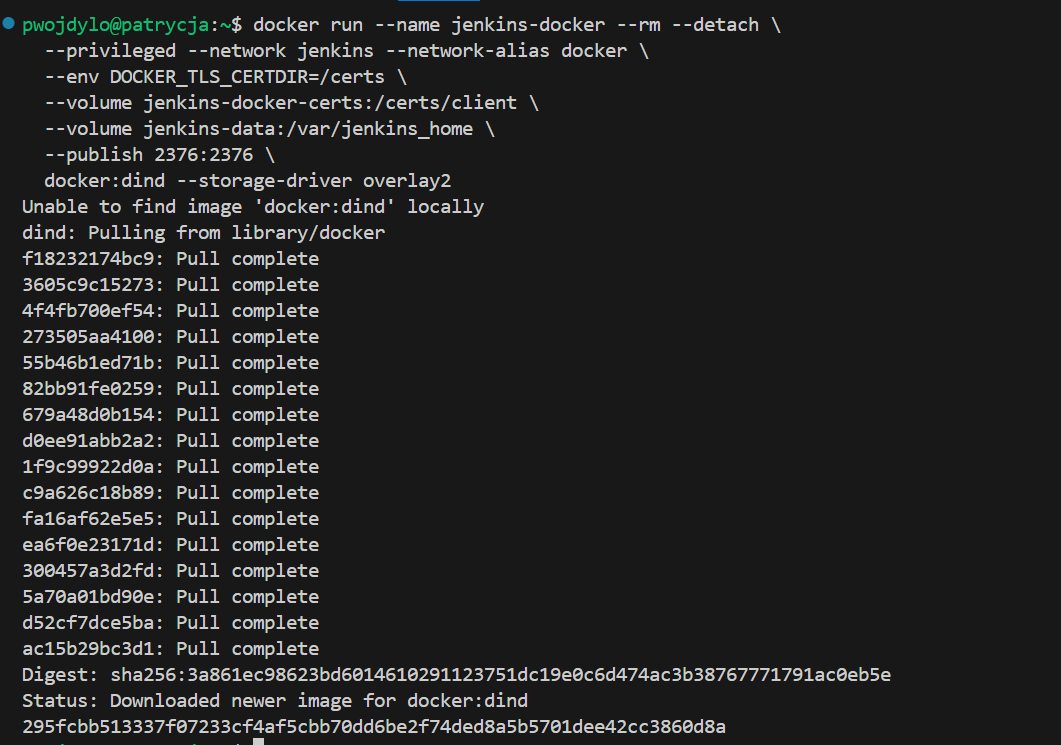 pwojdylo@patrycja:~$ docker run --name jenkins-docker --rm --detach \
  --privileged --network jenkins --network-alias docker \
  --env DOCKER_TLS_CERTDIR=/certs \
  --volume jenkins-docker-certs:/certs/client \
  --volume jenkins-data:/var/jenkins_home \
  --publish 2376:2376 \
  docker:dind --storage-driver overlay2
Unable to find image 'docker:dind' locally
dind: Pulling from library/docker
f18232174bc9: Pull complete
3605c9c15273: Pull complete
4f4fb700ef54: Pull complete
273505aa4100: Pull complete
55b46b1ed71b: Pull complete
82bb91fe0259: Pull complete
679a48d0b154: Pull complete
d0ee91abb2a2: Pull complete
1f9c99922d0a: Pull complete
c9a626c18b89: Pull complete
fa16af62e5e5: Pull complete
ea6f0e23171d: Pull complete
300457a3d2fd: Pull complete
5a70a01bd90e: Pull complete
d52cf7dce5ba: Pull complete
ac15b29bc3d1: Pull complete
Digest: sha256:3a861ec98623bd6014610291123751dc19e0c6d474ac3b38767771791ac0eb5e
Status: Downloaded newer image for docker:dind
295fcbb513337f07233cf4af5cbb70dd6be2f74ded8a5b5701dee42cc3860d8a